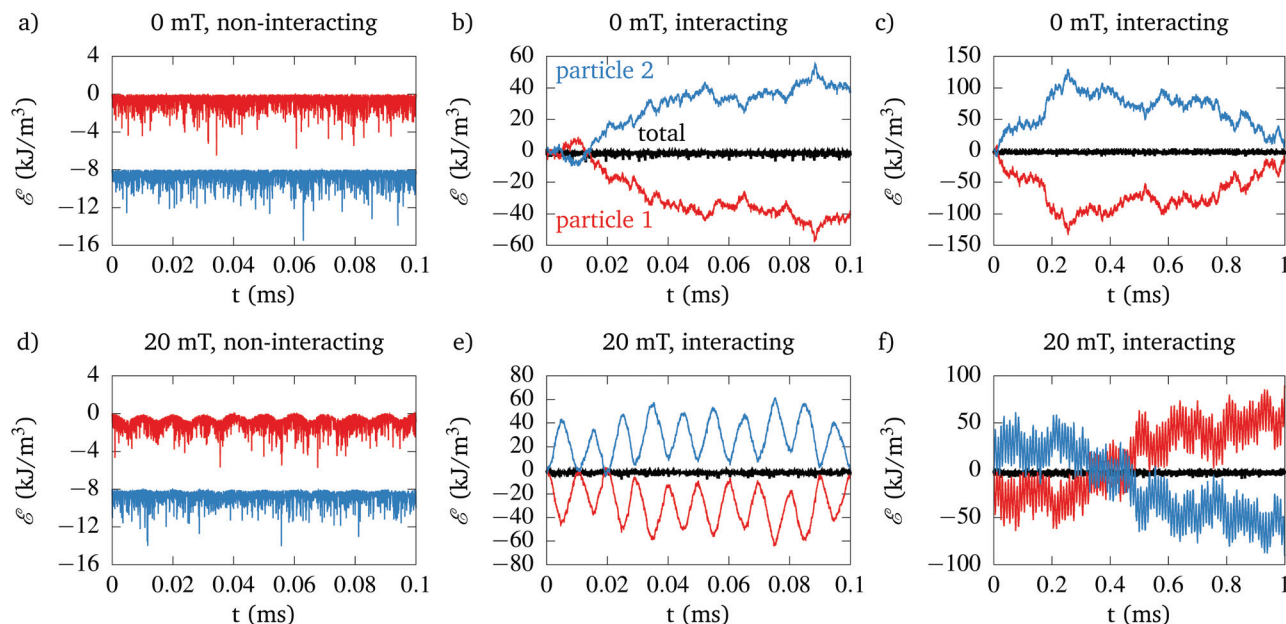 a) 0 mT, non-interacting
4
0
−4
−8
−12
−16
ℰ (kJ/m³)
0 0.02 0.04 0.06 0.08 0.1
t (ms)
b) 0 mT, interacting
60
40
20
0
−20
−40
−60
ℰ (kJ/m³)
particle 2
total
particle 1
0 0.02 0.04 0.06 0.08 0.1
t (ms)
c) 0 mT, interacting
150
100
50
0
−50
−100
−150
ℰ (kJ/m³)
0 0.2 0.4 0.6 0.8 1
t (ms)
d) 20 mT, non-interacting
4
0
−4
−8
−12
−16
ℰ (kJ/m³)
0 0.02 0.04 0.06 0.08 0.1
t (ms)
e) 20 mT, interacting
80
60
40
20
0
−20
−40
−60
−80
ℰ (kJ/m³)
0 0.02 0.04 0.06 0.08 0.1
t (ms)
f) 20 mT, interacting
100
50
0
−50
−100
ℰ (kJ/m³)
0 0.2 0.4 0.6 0.8 1
t (ms)